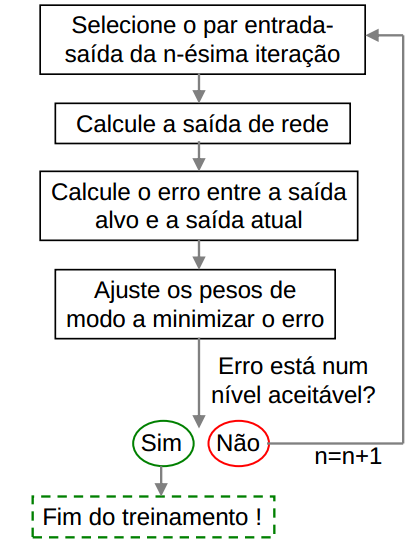 Selecione o par entrada-
saída da n-ésima iteração
Calcule a saída de rede
Calcule o erro entre a saída
alvo e a saída atual
Ajuste os pesos de
modo a minimizar o erro
Erro está num
nível aceitável?
Sim
Não
n=n+1
Fim do treinamento !